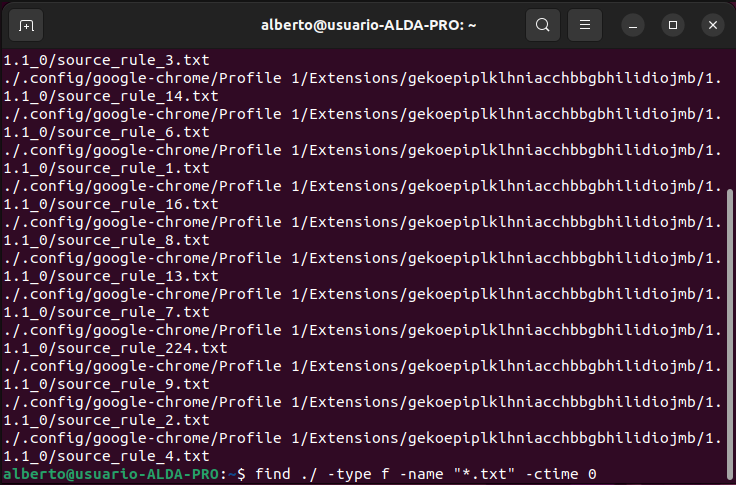 alberto@usuario-ALDA-PRO: ~
1.1_0/source_rule_3.txt
./.config/google-chrome/Profile 1/Extensions/gekoepiplklhniacchbbgbhilidiojmb/1.
1.1_0/source_rule_14.txt
./.config/google-chrome/Profile 1/Extensions/gekoepiplklhniacchbbgbhilidiojmb/1.
1.1_0/source_rule_6.txt
./.config/google-chrome/Profile 1/Extensions/gekoepiplklhniacchbbgbhilidiojmb/1.
1.1_0/source_rule_1.txt
./.config/google-chrome/Profile 1/Extensions/gekoepiplklhniacchbbgbhilidiojmb/1.
1.1_0/source_rule_16.txt
./.config/google-chrome/Profile 1/Extensions/gekoepiplklhniacchbbgbhilidiojmb/1.
1.1_0/source_rule_8.txt
./.config/google-chrome/Profile 1/Extensions/gekoepiplklhniacchbbgbhilidiojmb/1.
1.1_0/source_rule_13.txt
./.config/google-chrome/Profile 1/Extensions/gekoepiplklhniacchbbgbhilidiojmb/1.
1.1_0/source_rule_7.txt
./.config/google-chrome/Profile 1/Extensions/gekoepiplklhniacchbbgbhilidiojmb/1.
1.1_0/source_rule_224.txt
./.config/google-chrome/Profile 1/Extensions/gekoepiplklhniacchbbgbhilidiojmb/1.
1.1_0/source_rule_9.txt
./.config/google-chrome/Profile 1/Extensions/gekoepiplklhniacchbbgbhilidiojmb/1.
1.1_0/source_rule_2.txt
./.config/google-chrome/Profile 1/Extensions/gekoepiplklhniacchbbgbhilidiojmb/1.
1.1_0/source_rule_4.txt
alberto@usuario-ALDA-PRO:~$ find ./ -type f -name "*.txt" -ctime 0